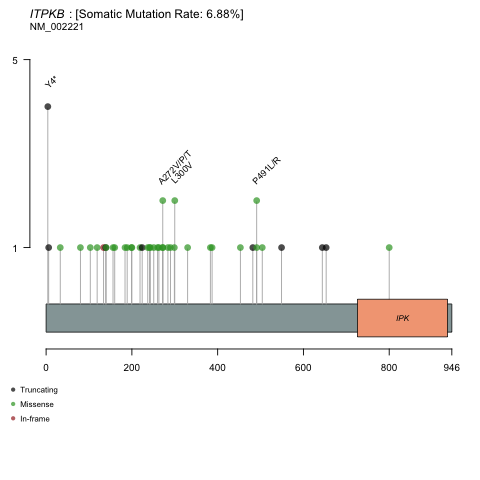 ITPKB : [Somatic Mutation Rate: 6.88%]
NM_002221
5
Y4*
A272V/P/T
L300V
P491L/R
1
IPK
0 200 400 600 800 946
Truncating
Missense
In-frame